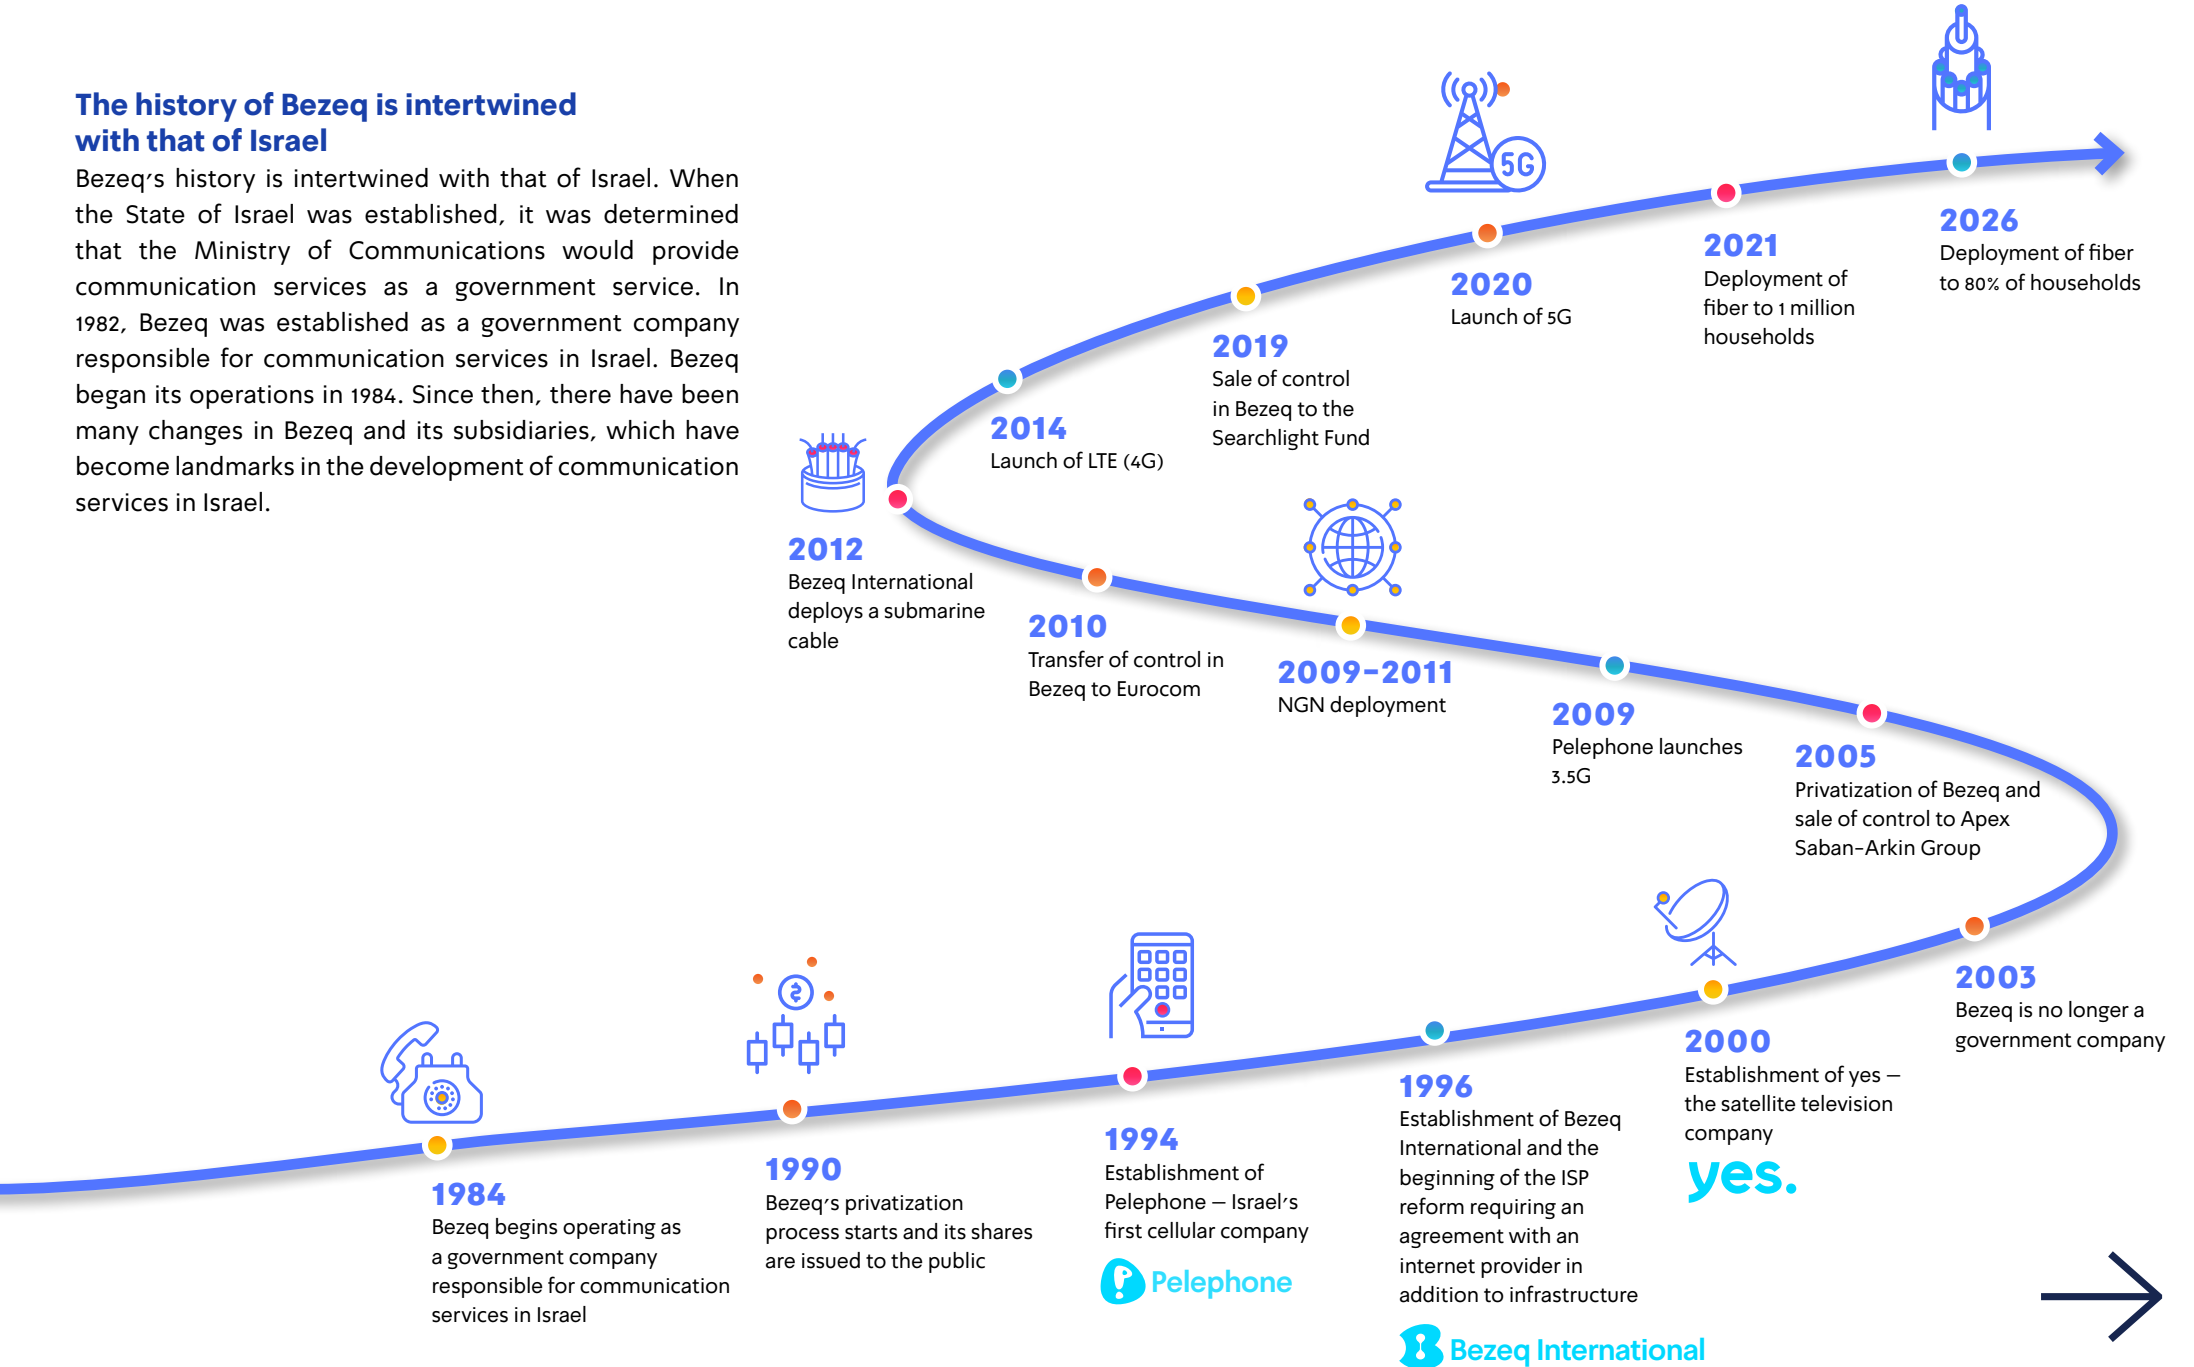 The history of Bezeq is intertwined
with that of Israel
Bezeq's history is intertwined with that of Israel. When
the State of Israel was established, it was determined
that the Ministry of Communications would provide
communication services as a government service. In
1982, Bezeq was established as a government company
responsible for communication services in Israel. Bezeq
began its operations in 1984. Since then, there have been
many changes in Bezeq and its subsidiaries, which have
become landmarks in the development of communication
services in Israel.
1984
Bezeq begins operating as
a government company
responsible for communication
services in Israel
1990
Bezeq's privatization
process starts and its shares
are issued to the public
1994
Establishment of
Pelephone – Israel's
first cellular company
Pelephone
1996
Establishment of Bezeq
International and the
beginning of the ISP
reform requiring an
agreement with an
internet provider in
addition to infrastructure
Bezeq International
2000
Establishment of yes –
the satellite television
company
yes.
2003
Bezeq is no longer a
government company
2005
Privatization of Bezeq and
sale of control to Apex
Saban-Arkin Group
2009
Pelephone launches
3.5G
2009-2011
NGN deployment
2010
Transfer of control in
Bezeq to Eurocom
2012
Bezeq International
deploys a submarine
cable
2014
Launch of LTE (4G)
2019
Sale of control
in Bezeq to the
Searchlight Fund
5G
2020
Launch of 5G
2021
Deployment of
fiber to 1 million
households
2026
Deployment of fiber
to 80% of households